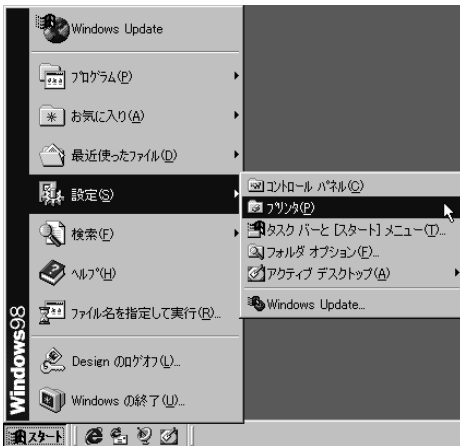 Windows Update
プログラム(P)
お気に入り(A)
最近使ったファイル(D)
設定(S)
検索(F)
ヘルプ(H)
ファイル名を指定して実行(R)...
Design のログオフ(L)...
Windows の終了(U)...
Windows98
コントロール パネル(C)
プリンタ(P)
タスク バーと [スタート] メニュー(T)...
フォルダ オプション(F)...
アクティブ デスクトップ(A)
Windows Update...
スタート